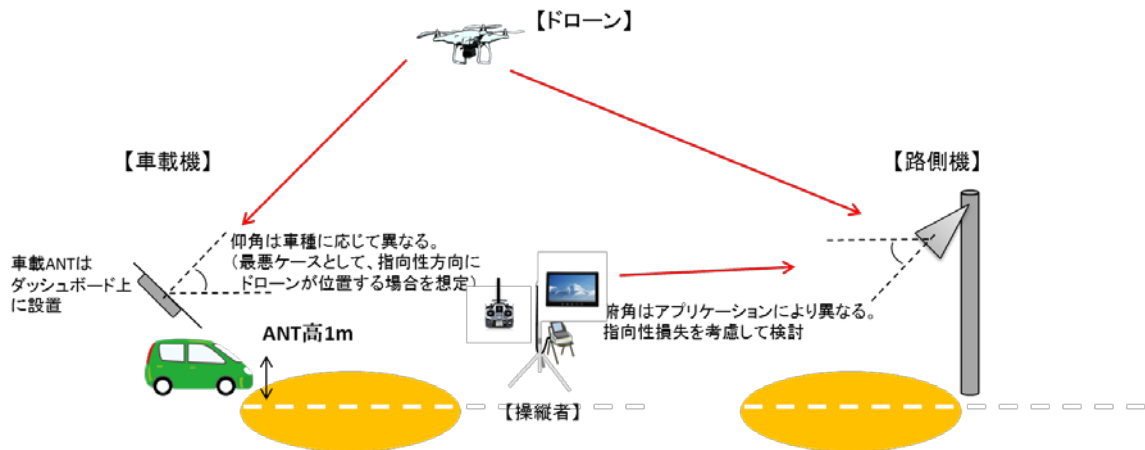 【ドローン】
【車載機】
【路側機】
仰角は車種に応じて異なる。
（最悪ケースとして、指向性方向に
ドローンが位置する場合を想定）
車載ANTは
ダッシュボード上
に設置
俯角はアプリケーションにより異なる。
指向性損失を考慮して検討
ANT高1m
【操縦者】